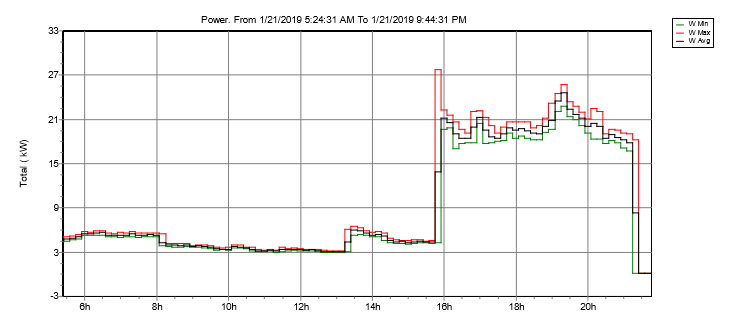 Power. From 1/21/2019 5:24:31 AM To 1/21/2019 9:44:31 PM
W Min
W Max
W Avg
Total ( kW)
33
27
21
15
9
3
-3
6h 8h 10h 12h 14h 16h 18h 20h